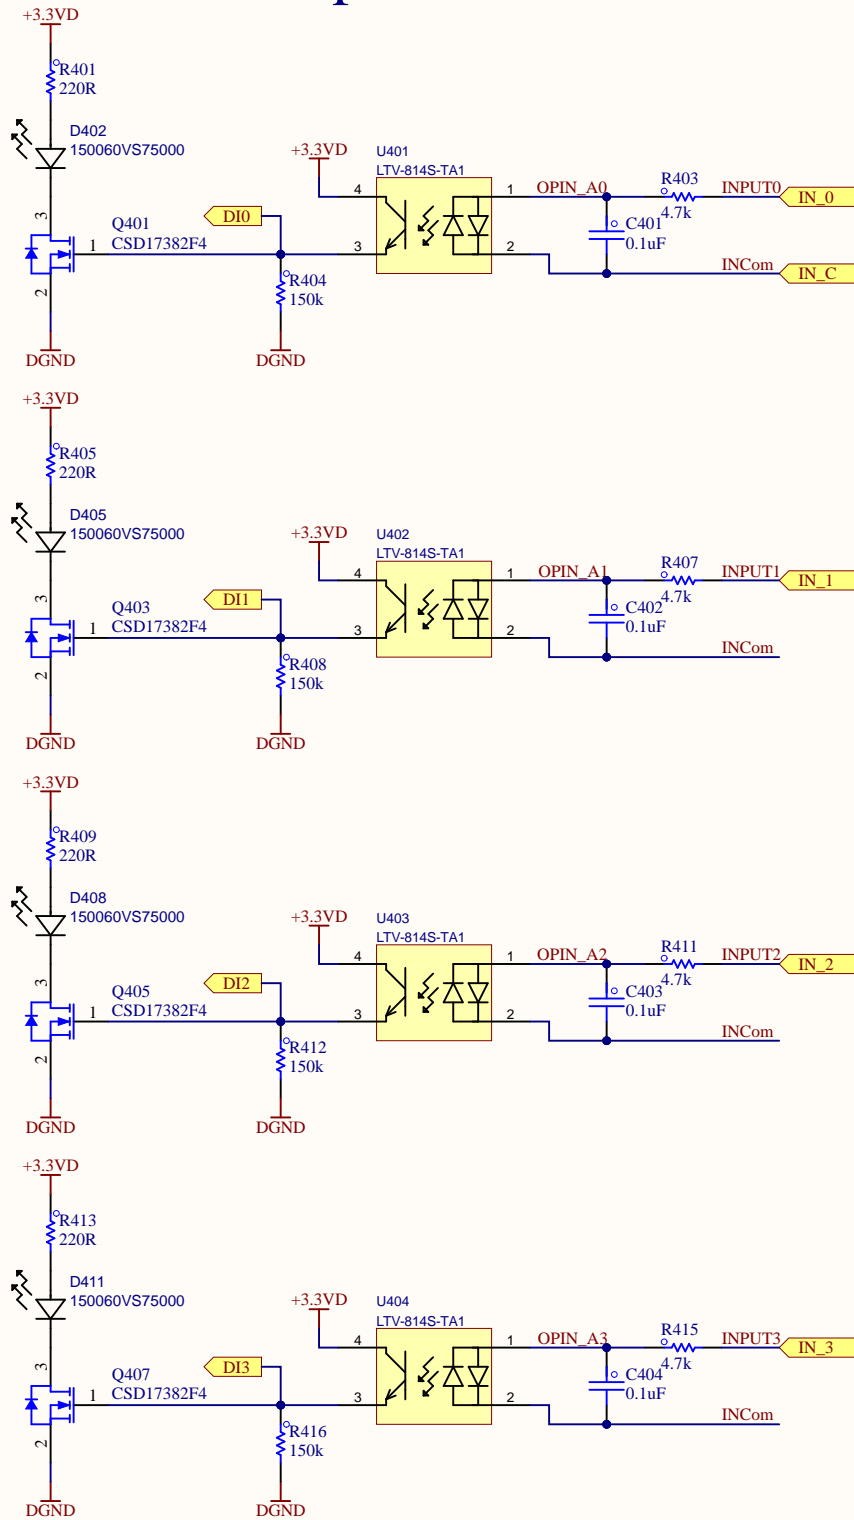 +3.3VD
R401
220R
D402
150060VS75000
3
Q401
CSD17382F4
1
2
DGND
DI0
R404
150k
DGND
+3.3VD
U401
LTV-814S-TA1
4
3
1
2
OPIN_A0
R403
4.7k
INPUT0
IN_0
C401
0.1uF
INCom
IN_C
+3.3VD
R405
220R
D405
150060VS75000
3
Q403
CSD17382F4
1
2
DGND
DI1
R408
150k
DGND
+3.3VD
U402
LTV-814S-TA1
4
3
1
2
OPIN_A1
R407
4.7k
INPUT1
IN_1
C402
0.1uF
INCom
+3.3VD
R409
220R
D408
150060VS75000
3
Q405
CSD17382F4
1
2
DGND
DI2
R412
150k
DGND
+3.3VD
U403
LTV-814S-TA1
4
3
1
2
OPIN_A2
R411
4.7k
INPUT2
IN_2
C403
0.1uF
INCom
+3.3VD
R413
220R
D411
150060VS75000
3
Q407
CSD17382F4
1
2
DGND
DI3
R416
150k
DGND
+3.3VD
U404
LTV-814S-TA1
4
3
1
2
OPIN_A3
R415
4.7k
INPUT3
IN_3
C404
0.1uF
INCom